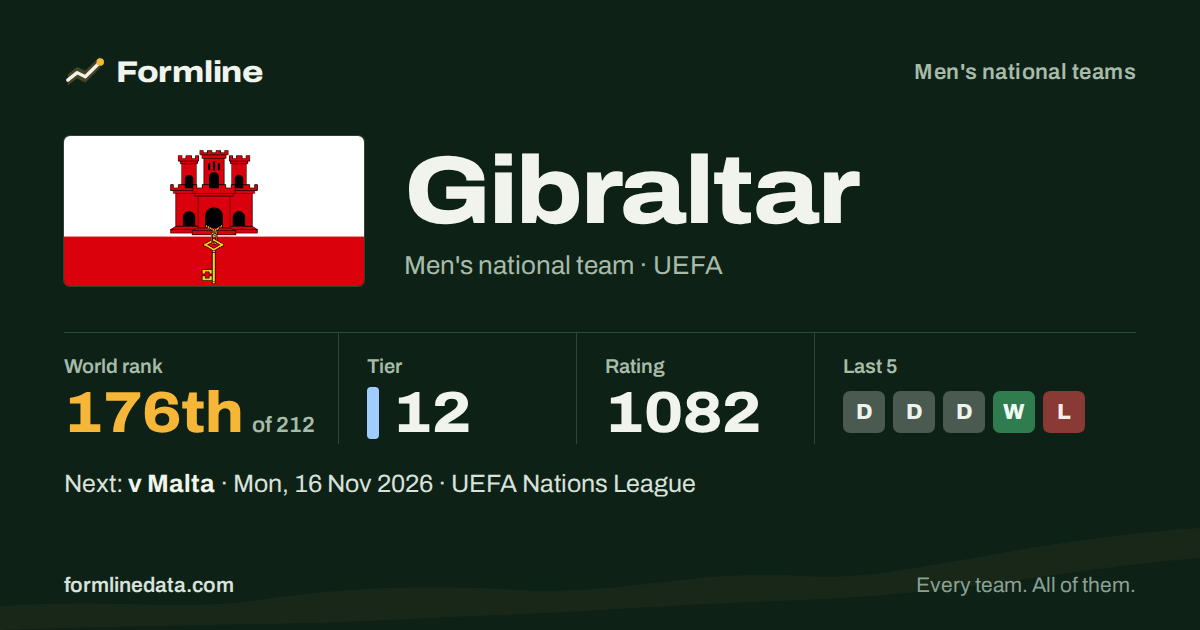 Formline
Men's national teams
Gibraltar
Men's national team · UEFA
World rank
176th of 212
Tier
12
Rating
1082
Last 5
D D D W L
Next: v Malta · Mon, 16 Nov 2026 · UEFA Nations League
formlinedata.com
Every team. All of them.